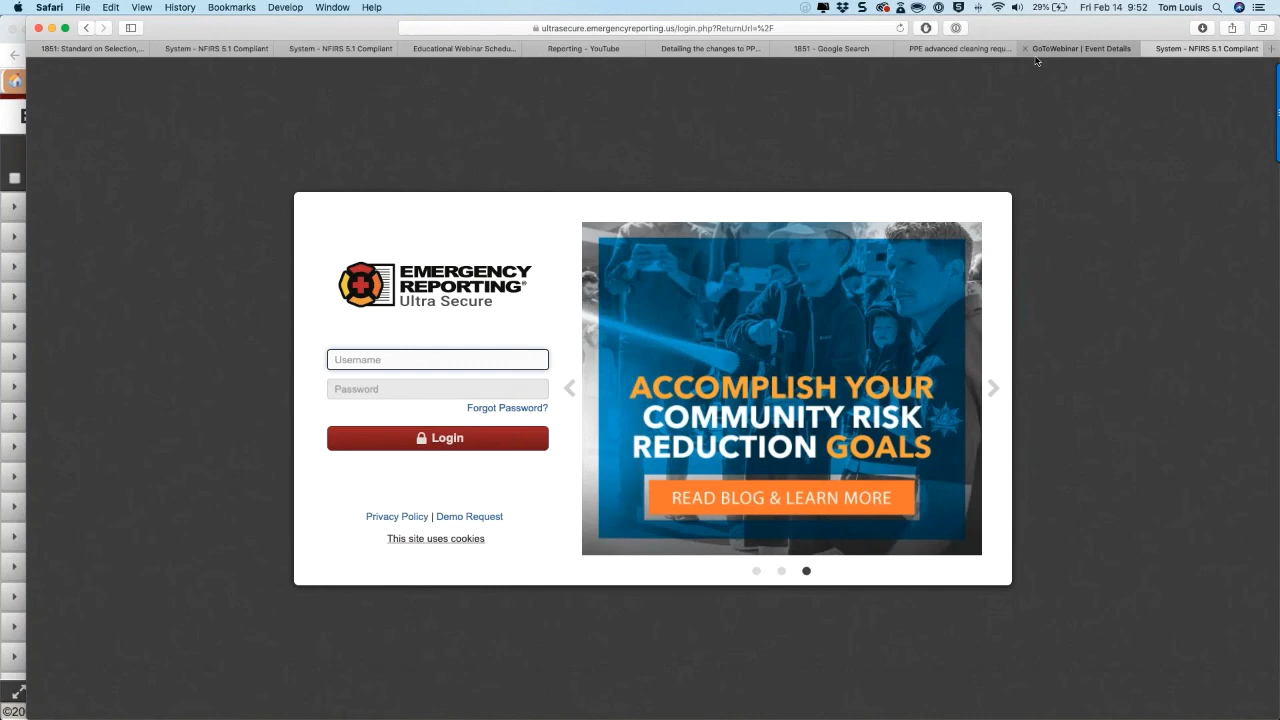 Safari File Edit View History Bookmarks Develop Window Help 29% Fri Feb 14 9:52 Tom Louis
ultrasecure.emergencyreporting.us/login.php?ReturnUrl=%2F
1851: Standard on Selection,... System - NFIRS 5.1 Compliant System - NFIRS 5.1 Compliant Educational Webinar Schedu... Reporting - YouTube Detailing the changes to PP... 1851 - Google Search PPE advanced cleaning requ... GoToWebinar | Event Details System - NFIRS 5.1 Compliant
EMERGENCY
REPORTING®
Ultra Secure
Username
Password
Forgot Password?
Login
Privacy Policy | Demo Request
This site uses cookies
ACCOMPLISH YOUR
COMMUNITY RISK
REDUCTION GOALS
READ BLOG & LEARN MORE
©20